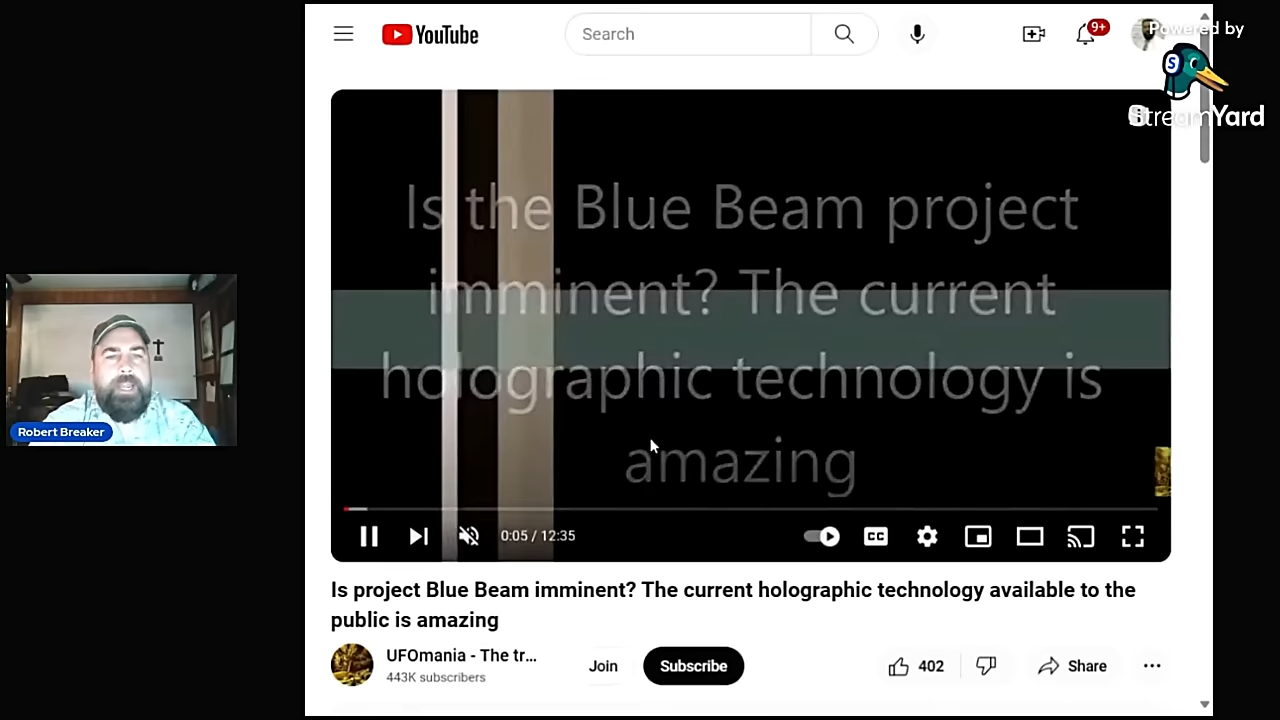 YouTube
Search
9+
Powered by
StreamYard
Is the Blue Beam project
imminent? The current
holographic technology is
amazing
0:05 / 12:35
CC
Robert Breaker
Is project Blue Beam imminent? The current holographic technology available to the
public is amazing
UFOmania - The tr...
443K subscribers
Join
Subscribe
402
Share